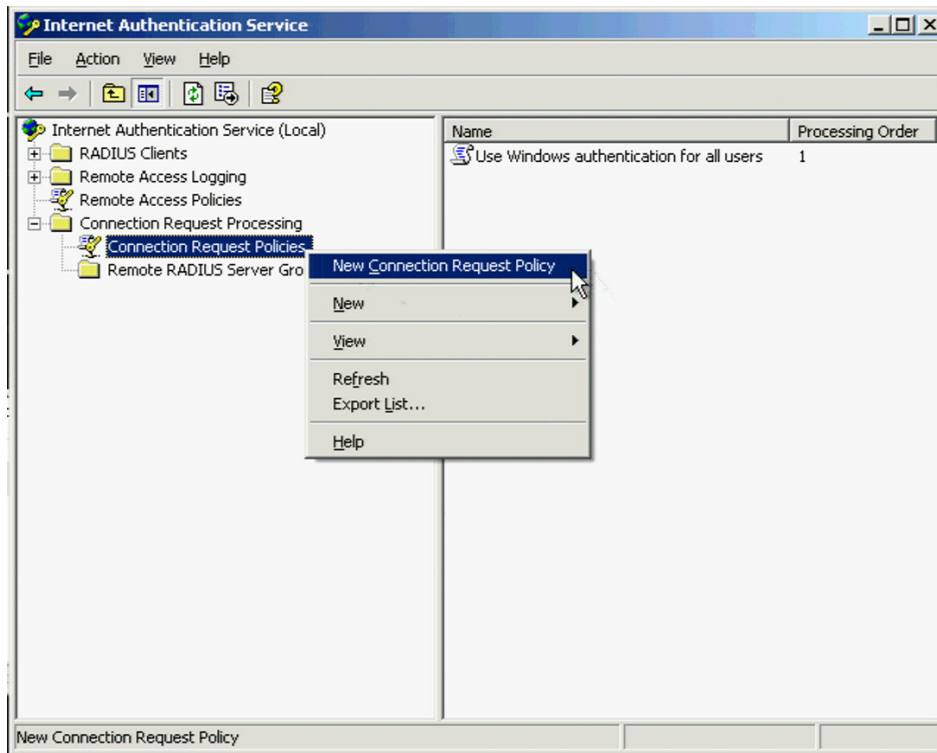 Internet Authentication Service
File Action View Help
Internet Authentication Service (Local)
RADIUS Clients
Remote Access Logging
Remote Access Policies
Connection Request Processing
Connection Request Policies
Remote RADIUS Server Gro
Name Processing Order
Use Windows authentication for all users 1
New Connection Request Policy
New
View
Refresh
Export List...
Help
New Connection Request Policy